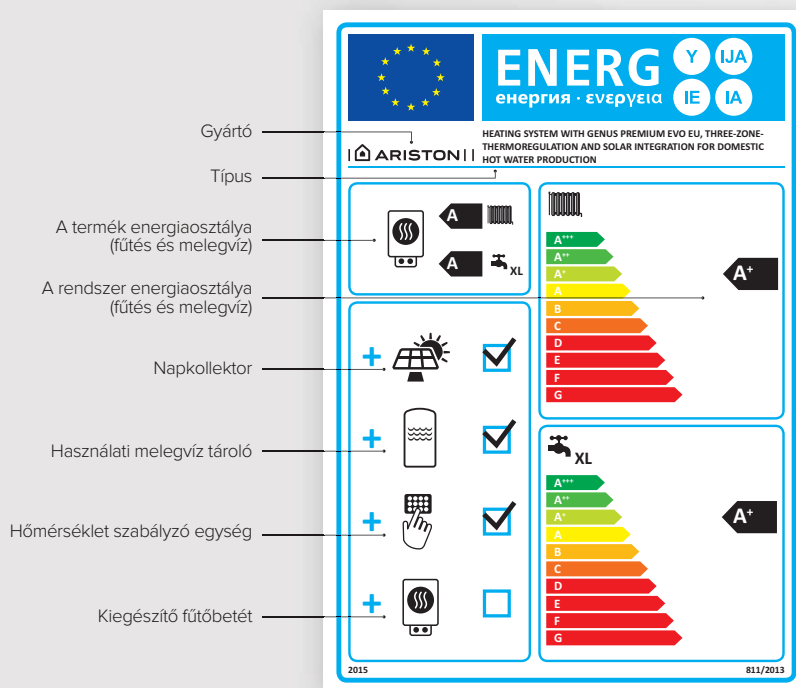 Gyártó
Típus
A termék energiaosztálya
(fűtés és melegvíz)
A rendszer energiaosztálya
(fűtés és melegvíz)
Napkollektor
Használati melegvíz tároló
Hőmérséklet szabályzó egység
Kiegészítő fűtőbetét
ENERG
енергия · ενεργεια
Y IJA
IE IA
ARISTON
HEATING SYSTEM WITH GENUS PREMIUM EVO EU, THREE-ZONE-
THERMOREGULATION AND SOLAR INTEGRATION FOR DOMESTIC
HOT WATER PRODUCTION
A
A
XL
+
+
+
+
A+++
A++
A+
A
B
C
D
E
F
G
A+
XL
A+++
A++
A+
A
B
C
D
E
F
G
A+
2015
811/2013